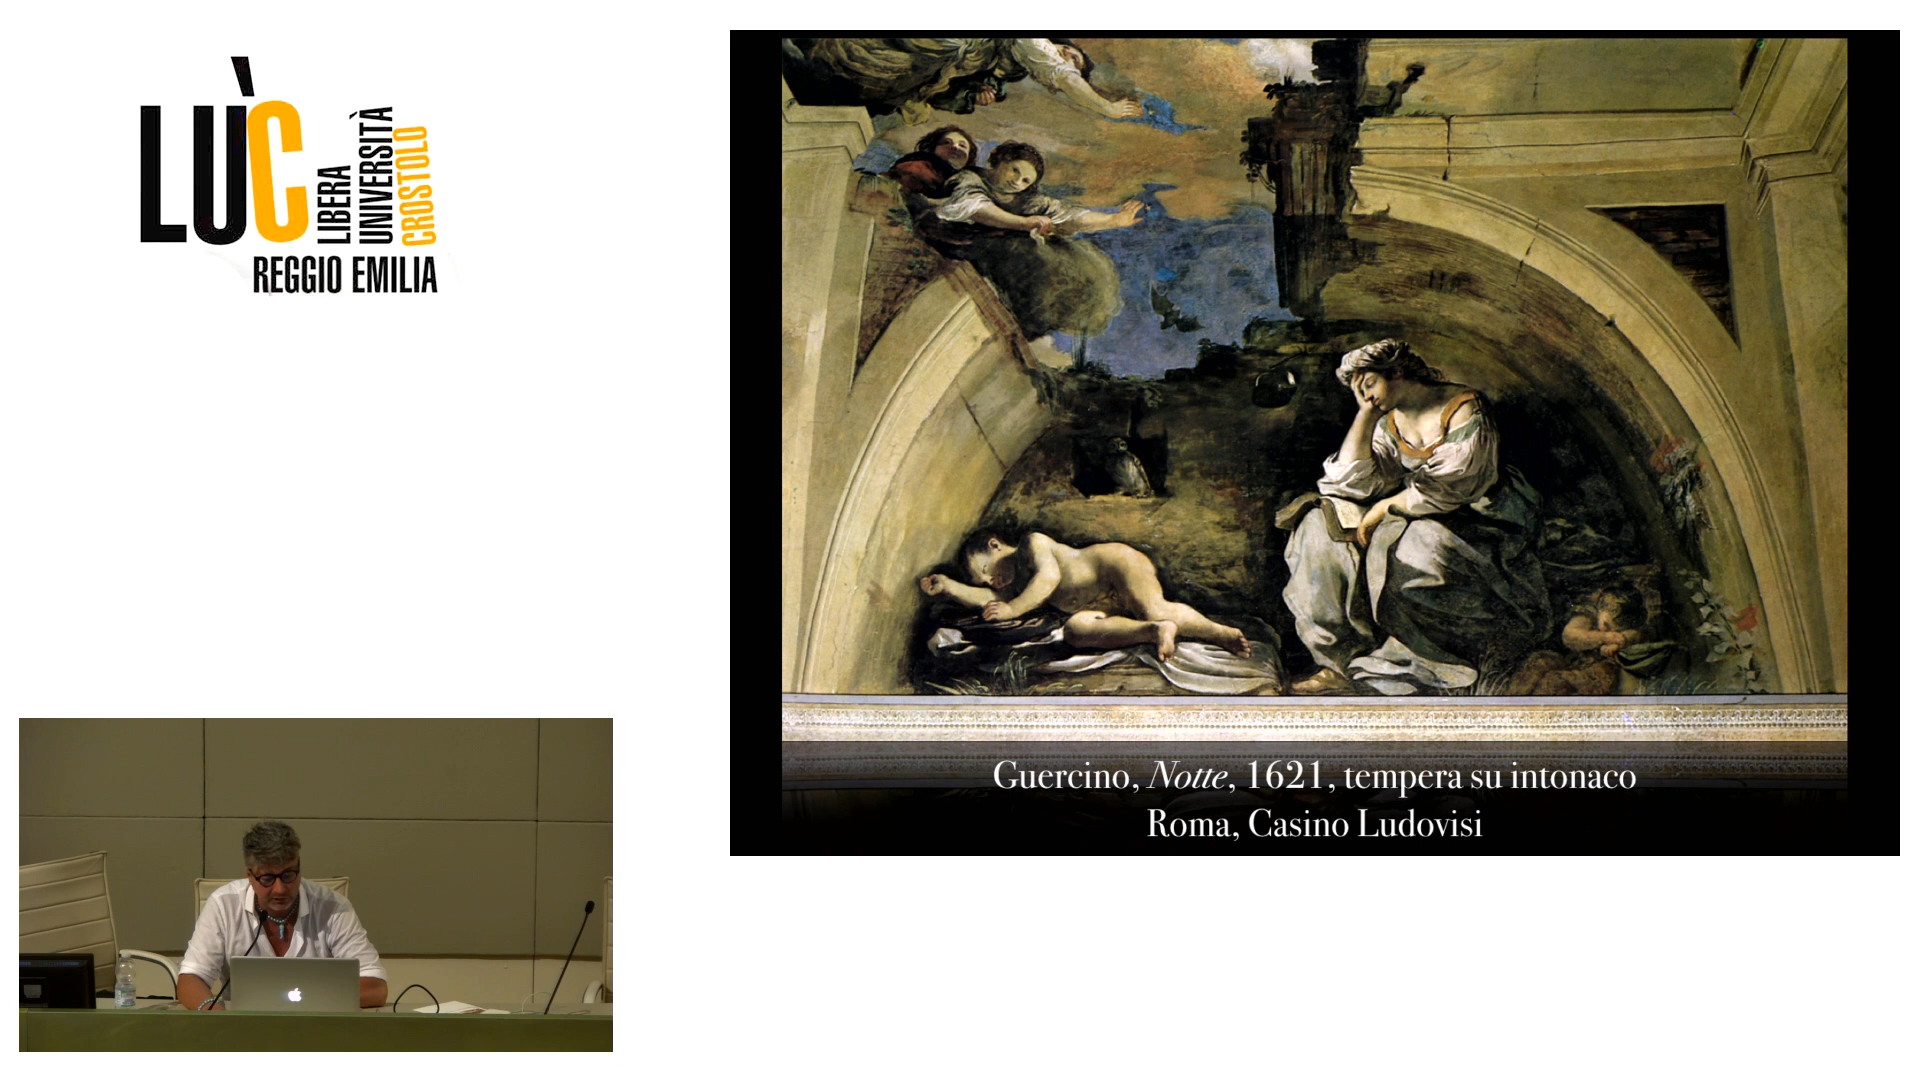 LÙC
LIBERA
UNIVERSITÀ
CROSTOLO
REGGIO EMILIA
Guercino, Notte, 1621, tempera su intonaco
Roma, Casino Ludovisi